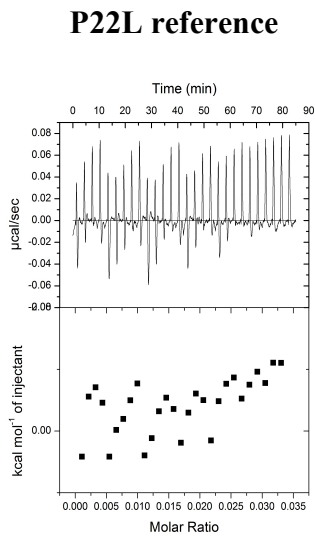 P22L reference
Time (min)
0 10 20 30 40 50 60 70 80 90
0.08
0.06
0.04
0.02
0.00
-0.02
-0.04
-0.06
µcal/sec
0.00
kcal mol⁻¹ of injectant
0.000 0.005 0.010 0.015 0.020 0.025 0.030 0.035
Molar Ratio